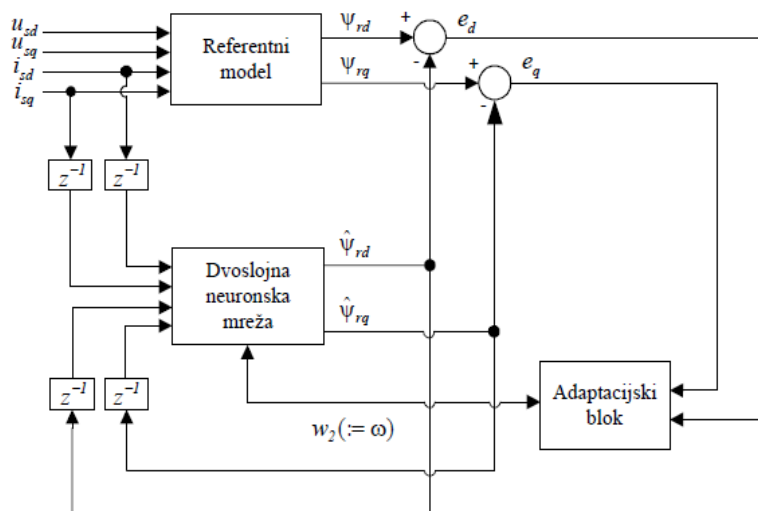 u_sd
u_sq
i_sd
i_sq
Referentni
model
ψ_rd
ψ_rq
+
-
e_d
+
-
e_q
z⁻¹
z⁻¹
Dvoslojna
neuronska
mreža
ψ̂_rd
ψ̂_rq
z⁻¹
z⁻¹
w₂(:= ω)
Adaptacijski
blok